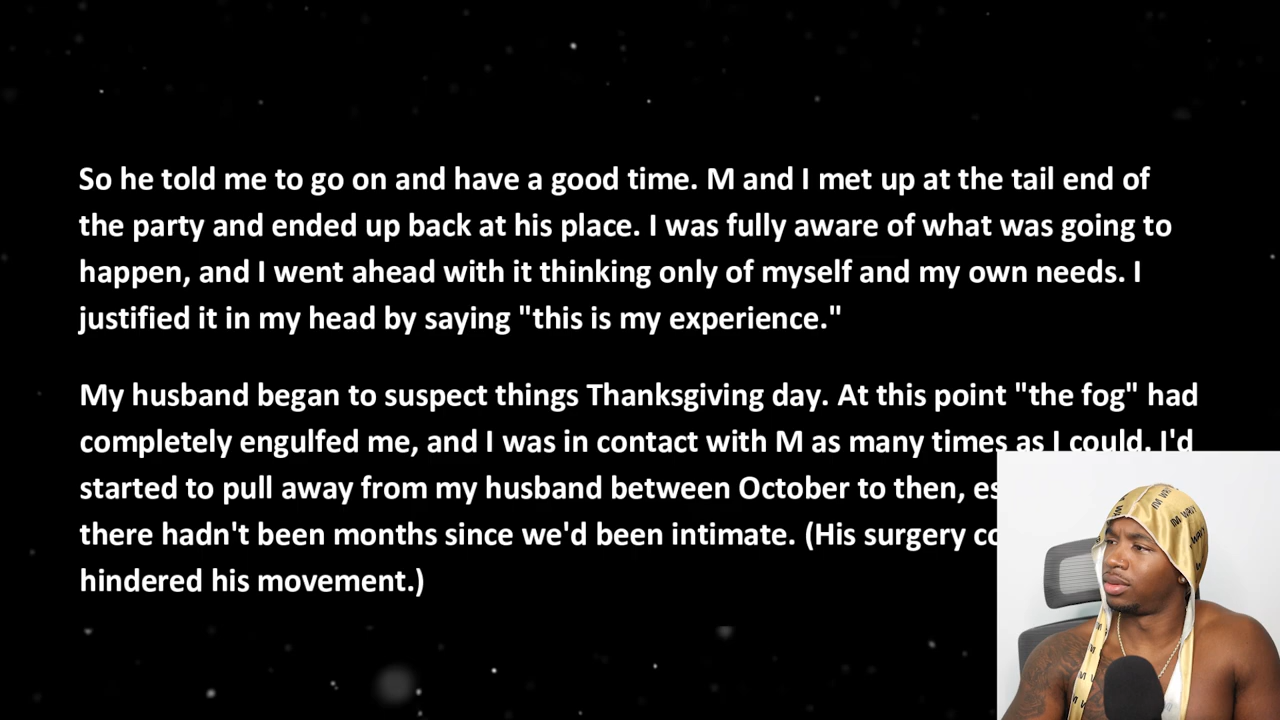 So he told me to go on and have a good time. M and I met up at the tail end of
the party and ended up back at his place. I was fully aware of what was going to
happen, and I went ahead with it thinking only of myself and my own needs. I
justified it in my head by saying "this is my experience."
My husband began to suspect things Thanksgiving day. At this point "the fog" had
completely engulfed me, and I was in contact with M as many times as I could. I'd
started to pull away from my husband between October to then,
there hadn't been months since we'd been intimate. (His surgery
hindered his movement.)